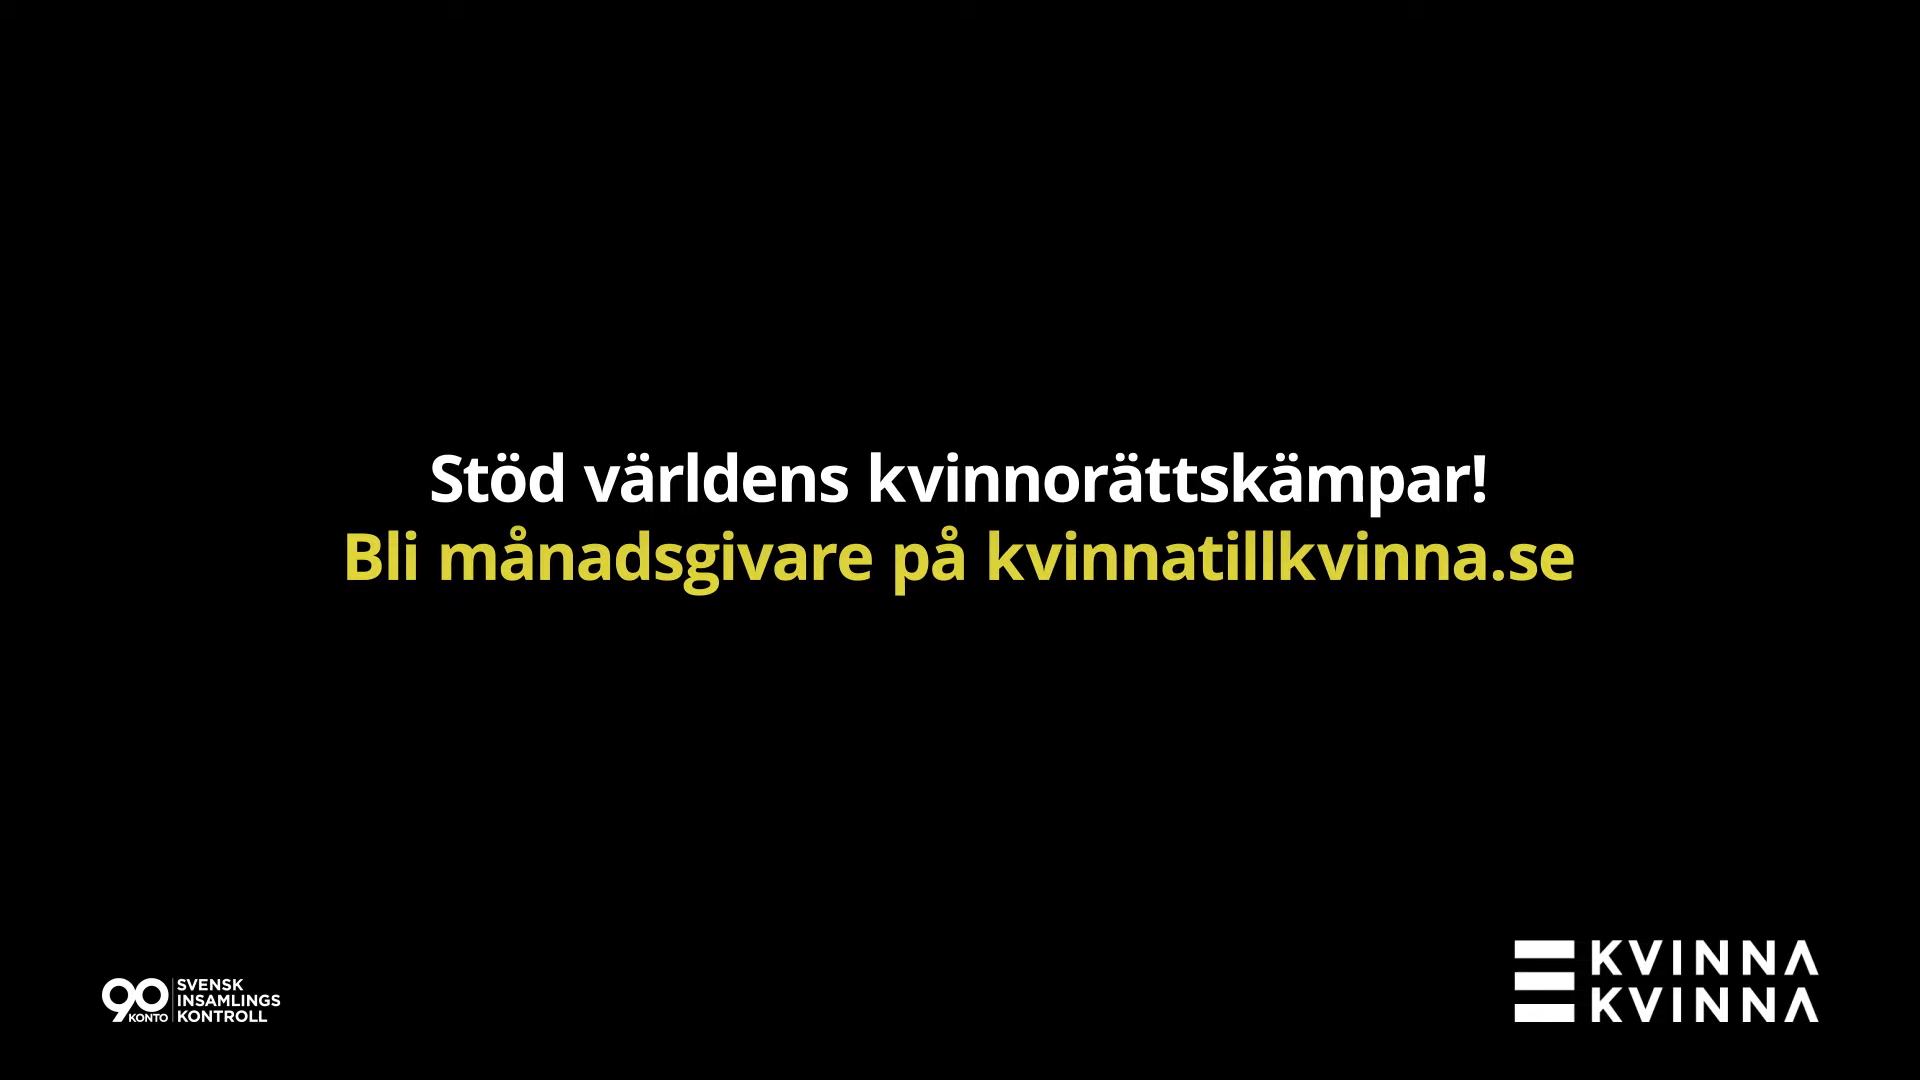 Stöd världens kvinnorättskämpar!
Bli månadsgivare på kvinnatillkvinna.se
90 KONTO
SVENSK
INSAMLINGS
KONTROLL
KVINNA
KVINNA